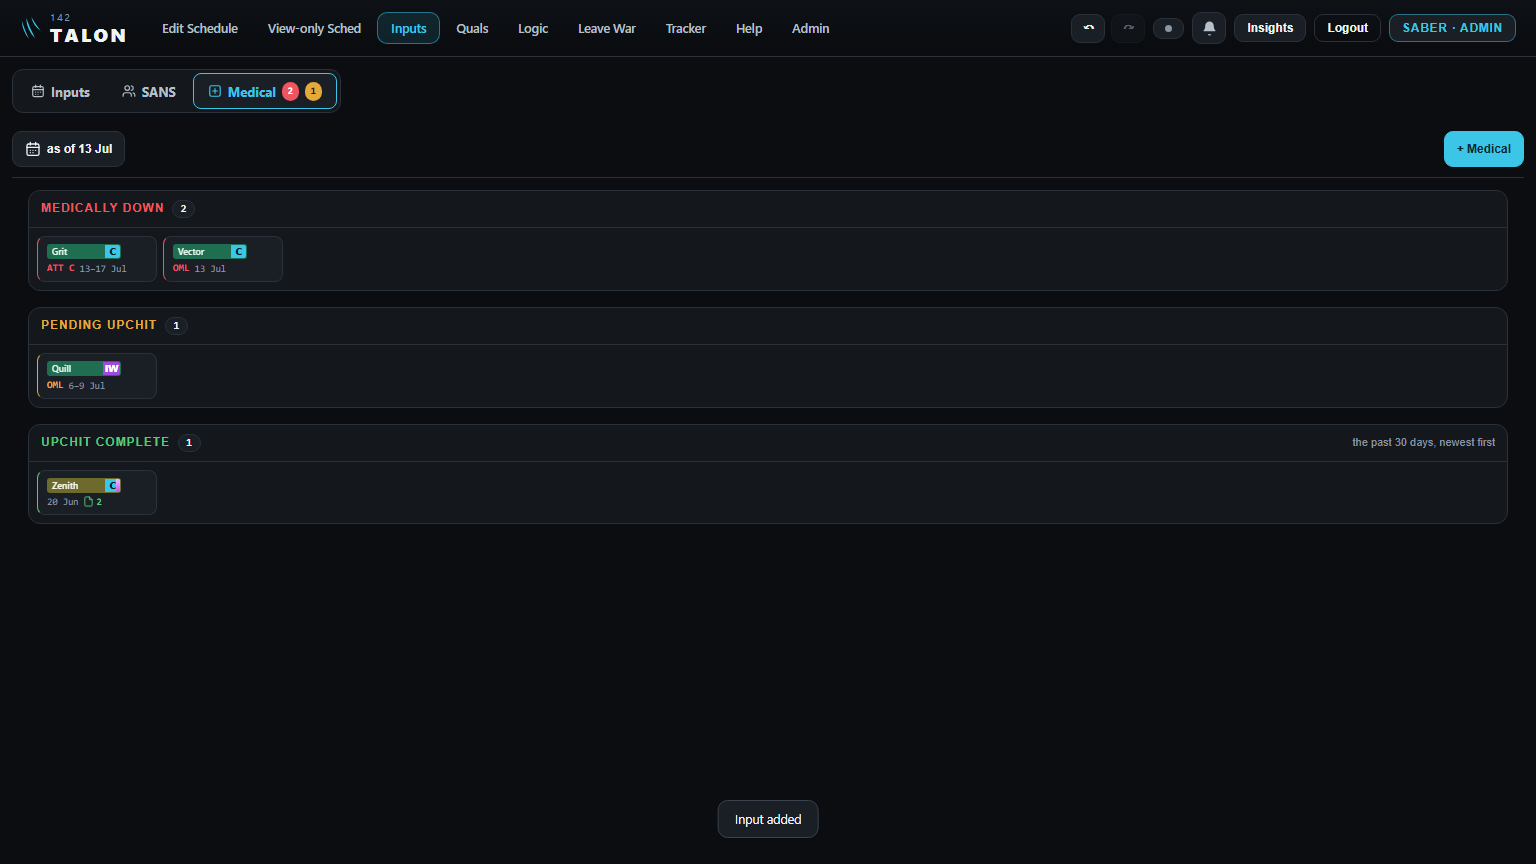 142
TALON
Edit Schedule
View-only Sched
Inputs
Quals
Logic
Leave War
Tracker
Help
Admin
Insights
Logout
SABER · ADMIN
Inputs
SANS
Medical 2 1
as of 13 Jul
+ Medical
MEDICALLY DOWN 2
Grit C
ATT C 13–17 Jul
Vector C
OML 13 Jul
PENDING UPCHIT 1
Quill IW
OML 6–9 Jul
UPCHIT COMPLETE 1
the past 30 days, newest first
Zenith C
20 Jun 2
Input added